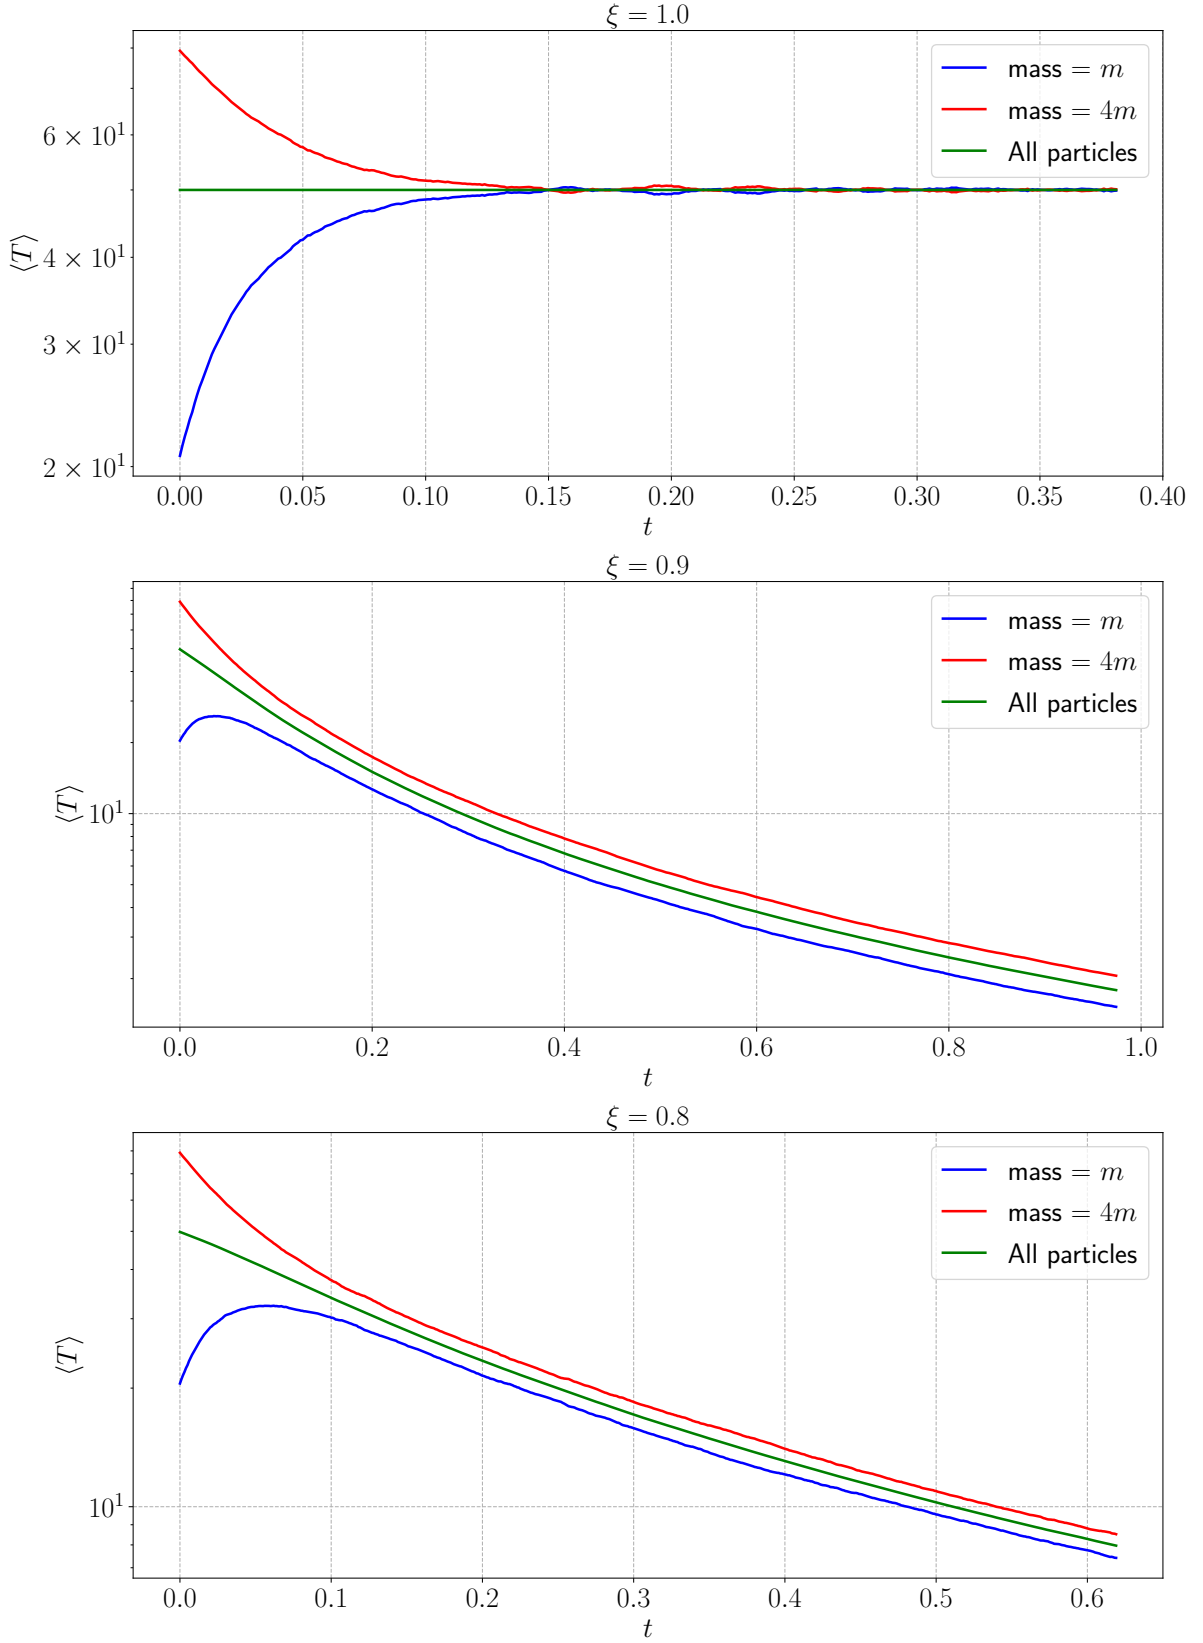 ξ = 1.0
mass = m
mass = 4m
All particles
6 × 10¹
4 × 10¹
3 × 10¹
2 × 10¹
⟨T⟩
0.00 0.05 0.10 0.15 0.20 0.25 0.30 0.35 0.40
t
ξ = 0.9
mass = m
mass = 4m
All particles
10¹
⟨T⟩
0.0 0.2 0.4 0.6 0.8 1.0
t
ξ = 0.8
mass = m
mass = 4m
All particles
⟨T⟩
10¹
0.0 0.1 0.2 0.3 0.4 0.5 0.6
t